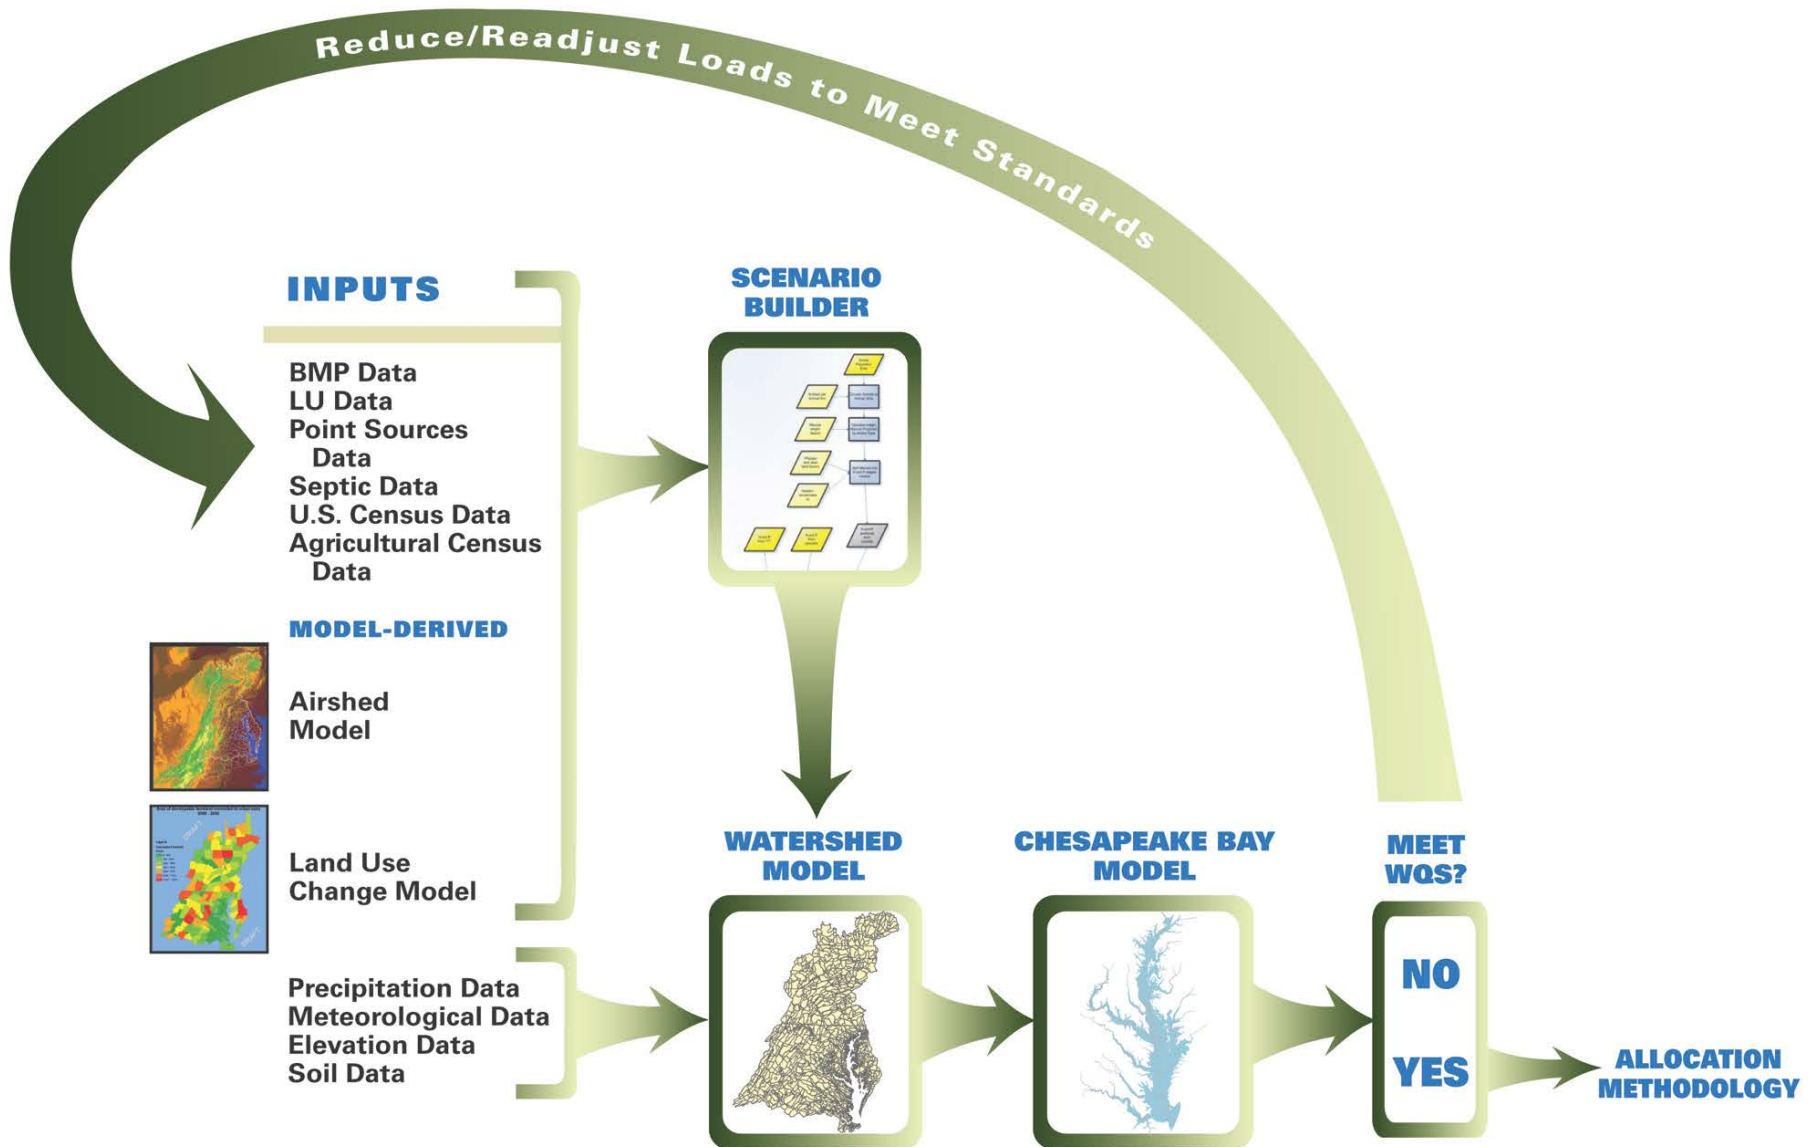 Reduce/Readjust Loads to Meet Standards
INPUTS
BMP Data
LU Data
Point Sources
Data
Septic Data
U.S. Census Data
Agricultural Census
Data
MODEL-DERIVED
Airshed
Model
Land Use
Change Model
Precipitation Data
Meteorological Data
Elevation Data
Soil Data
SCENARIO
BUILDER
WATERSHED
MODEL
CHESAPEAKE BAY
MODEL
MEET
WQS?
NO
YES
ALLOCATION
METHODOLOGY
DRAFT
DRAFT